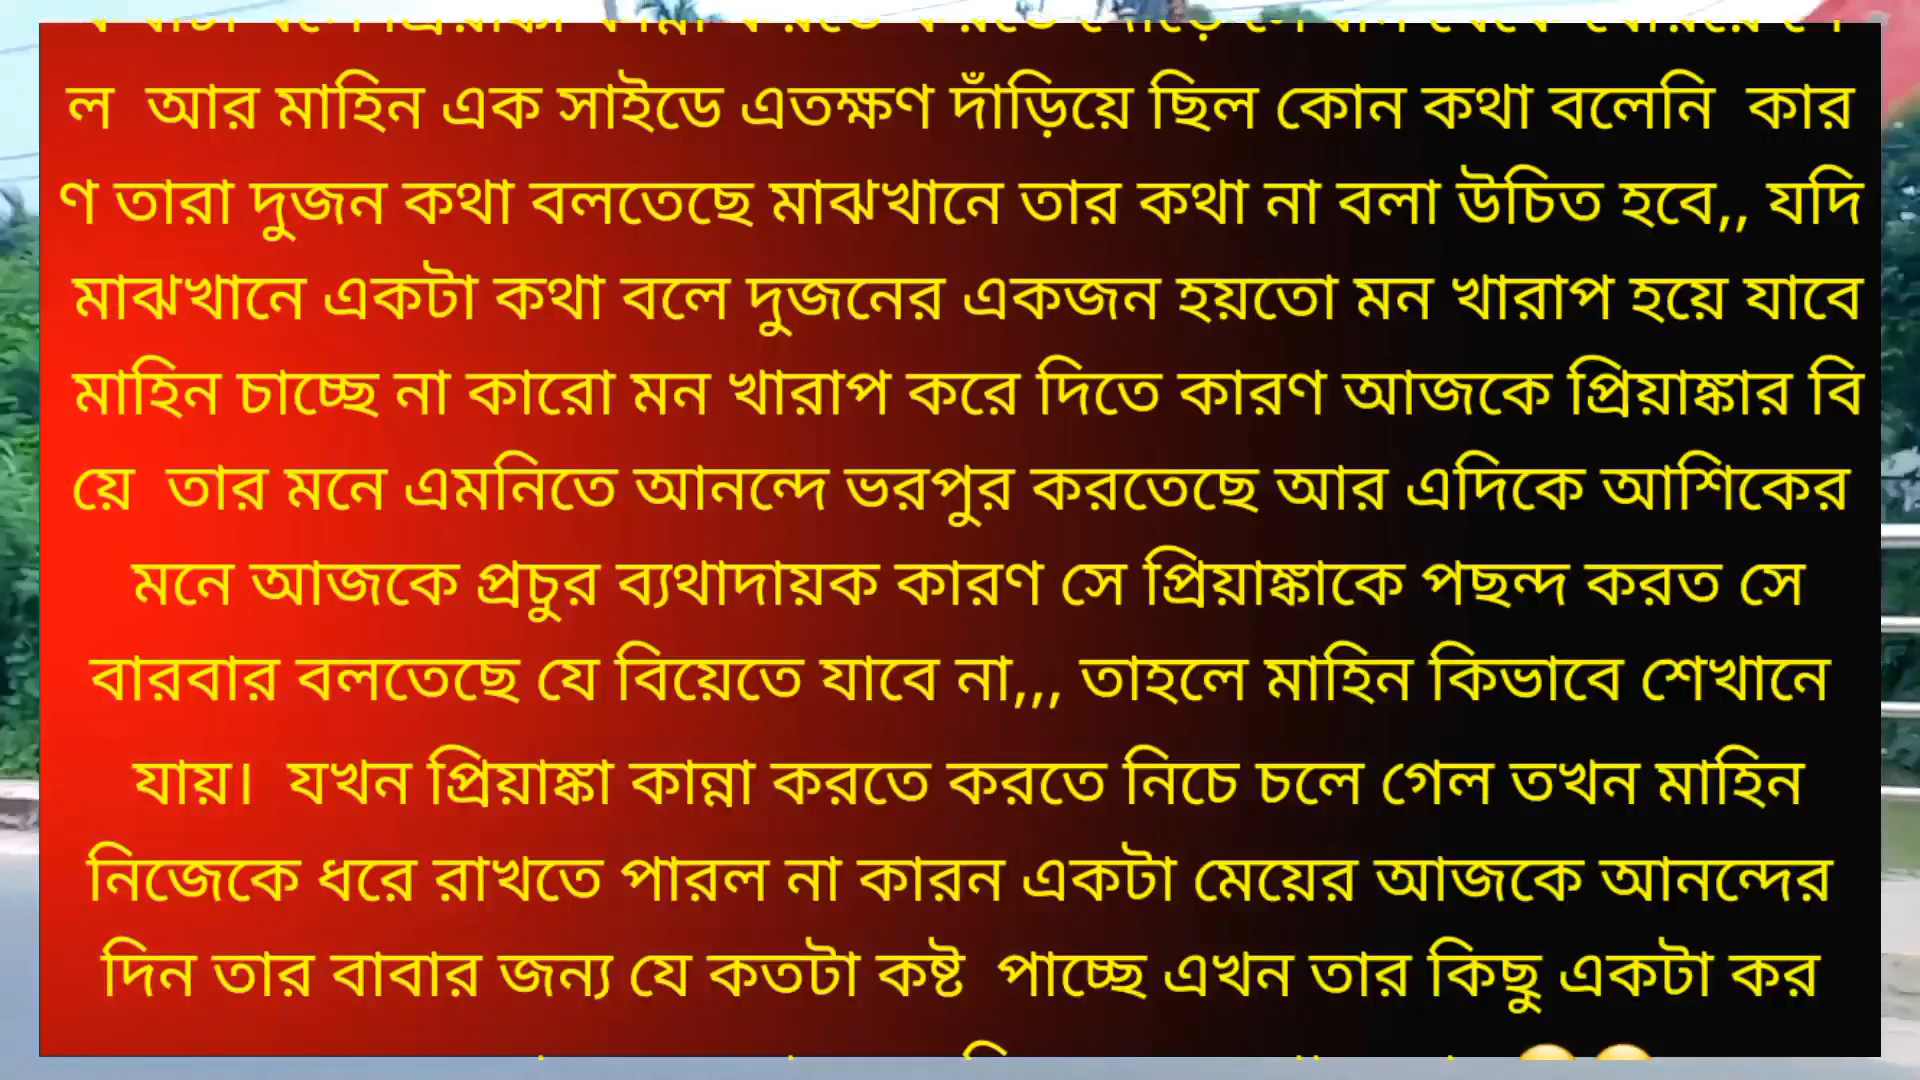 ল আর মাহিন এক সাইডে এতক্ষণ দাঁড়িয়ে ছিল কোন কথা বলেনি কার
ণ তারা দুজন কথা বলতেছে মাঝখানে তার কথা না বলা উচিত হবে,, যদি
মাঝখানে একটা কথা বলে দুজনের একজন হয়তো মন খারাপ হয়ে যাবে
মাহিন চাচ্ছে না কারো মন খারাপ করে দিতে কারণ আজকে প্রিয়াঙ্কার বি
য়ে তার মনে এমনিতে আনন্দে ভরপুর করতেছে আর এদিকে আশিকের
মনে আজকে প্রচুর ব্যথাদায়ক কারণ সে প্রিয়াঙ্কাকে পছন্দ করত সে
বারবার বলতেছে যে বিয়েতে যাবে না,,, তাহলে মাহিন কিভাবে শেখানে
যায়। যখন প্রিয়াঙ্কা কান্না করতে করতে নিচে চলে গেল তখন মাহিন
নিজেকে ধরে রাখতে পারল না কারন একটা মেয়ের আজকে আনন্দের
দিন তার বাবার জন্য যে কতটা কষ্ট পাচ্ছে এখন তার কিছু একটা কর